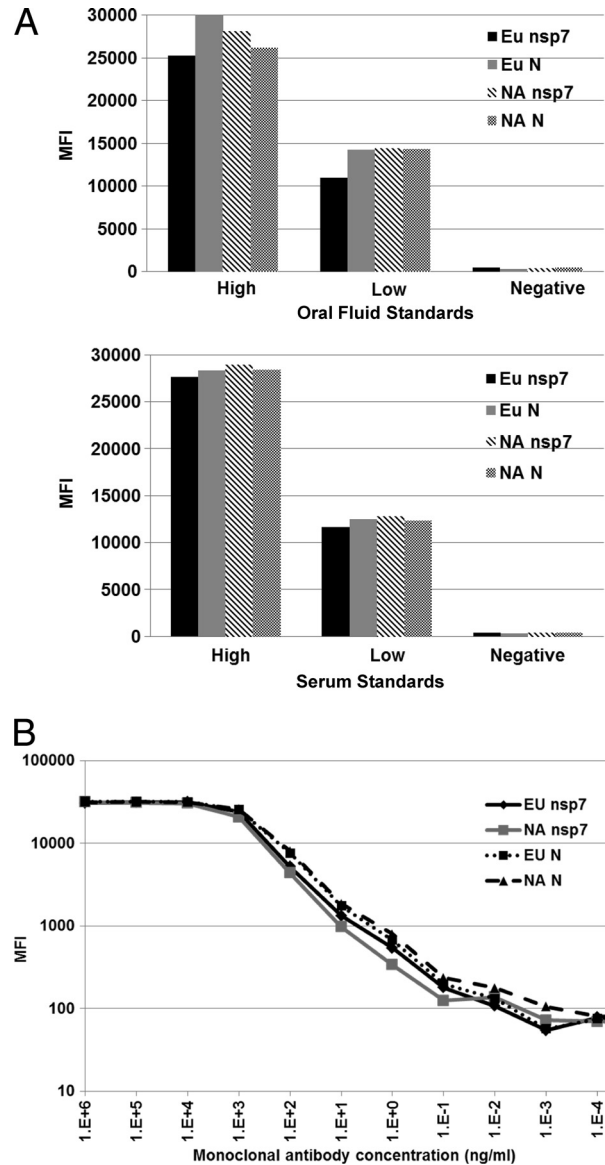 A
30000
25000
20000
15000
10000
5000
0
MFI
Eu nsp7
Eu N
NA nsp7
NA N
High Low Negative
Oral Fluid Standards
30000
25000
20000
15000
10000
5000
0
MFI
Eu nsp7
Eu N
NA nsp7
NA N
High Low Negative
Serum Standards
B
100000
10000
1000
100
10
MFI
EU nsp7
NA nsp7
EU N
NA N
1.E+6 1.E+5 1.E+4 1.E+3 1.E+2 1.E+1 1.E+0 1.E-1 1.E-2 1.E-3 1.E-4
Monoclonal antibody concentration (ng/ml)